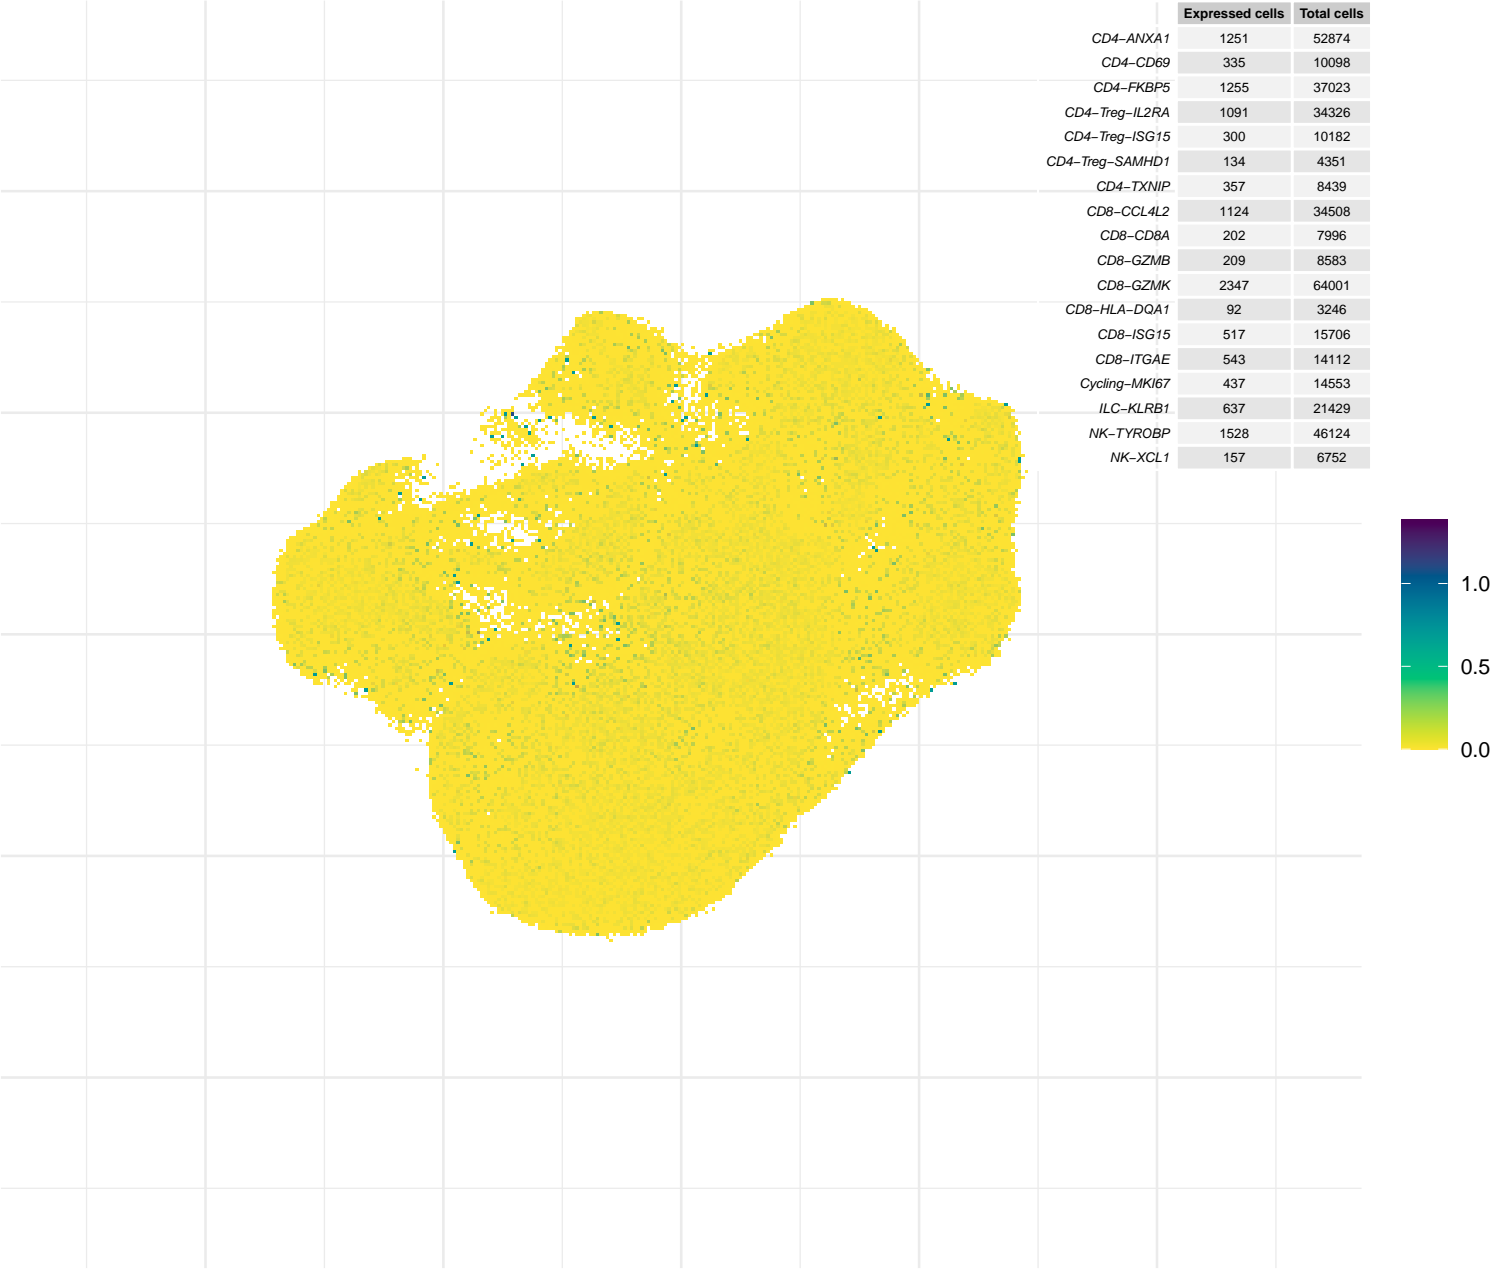 Expressed cells Total cells
CD4−ANXA1 1251 52874
CD4−CD69 335 10098
CD4−FKBP5 1255 37023
CD4−Treg−IL2RA 1091 34326
CD4−Treg−ISG15 300 10182
CD4−Treg−SAMHD1 134 4351
CD4−TXNIP 357 8439
CD8−CCL4L2 1124 34508
CD8−CD8A 202 7996
CD8−GZMB 209 8583
CD8−GZMK 2347 64001
CD8−HLA−DQA1 92 3246
CD8−ISG15 517 15706
CD8−ITGAE 543 14112
Cycling−MKI67 437 14553
ILC−KLRB1 637 21429
NK−TYROBP 1528 46124
NK−XCL1 157 6752
1.0
0.5
0.0